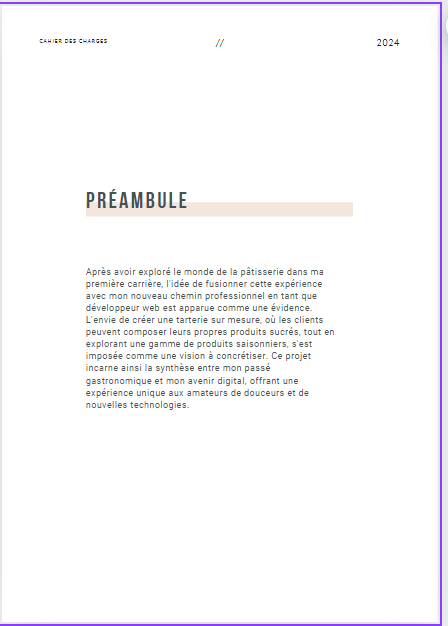 CAHIER DES CHARGES
//
2024
PRÉAMBULE
Après avoir exploré le monde de la pâtisserie dans ma
première carrière, l'idée de fusionner cette expérience
avec mon nouveau chemin professionnel en tant que
développeur web est apparue comme une évidence.
L'envie de créer une tarterie sur mesure, où les clients
peuvent composer leurs propres produits sucrés, tout en
explorant une gamme de produits saisonniers, s'est
imposée comme une vision à concrétiser. Ce projet
incarne ainsi la synthèse entre mon passé
gastronomique et mon avenir digital, offrant une
expérience unique aux amateurs de douceurs et de
nouvelles technologies.